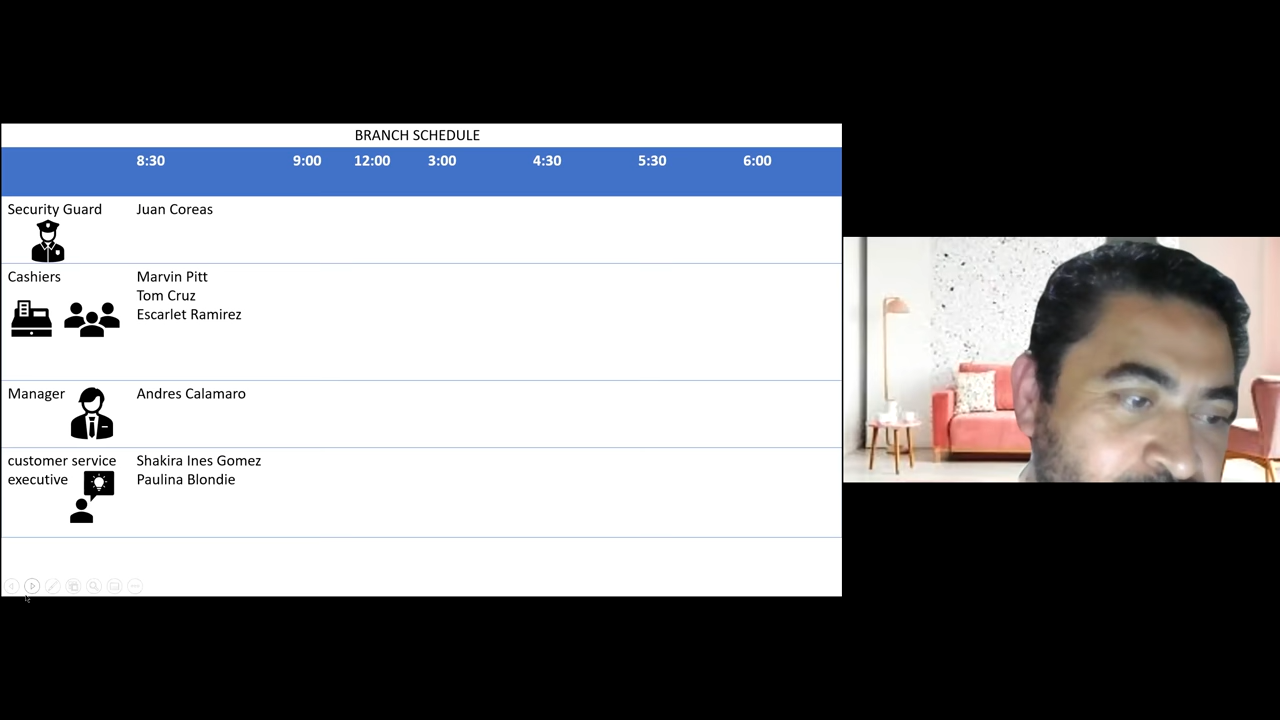 BRANCH SCHEDULE
8:30 9:00 12:00 3:00 4:30 5:30 6:00
Security Guard Juan Coreas
Cashiers Marvin Pitt
Tom Cruz
Escarlet Ramirez
Manager Andres Calamaro
customer service Shakira Ines Gomez
executive Paulina Blondie